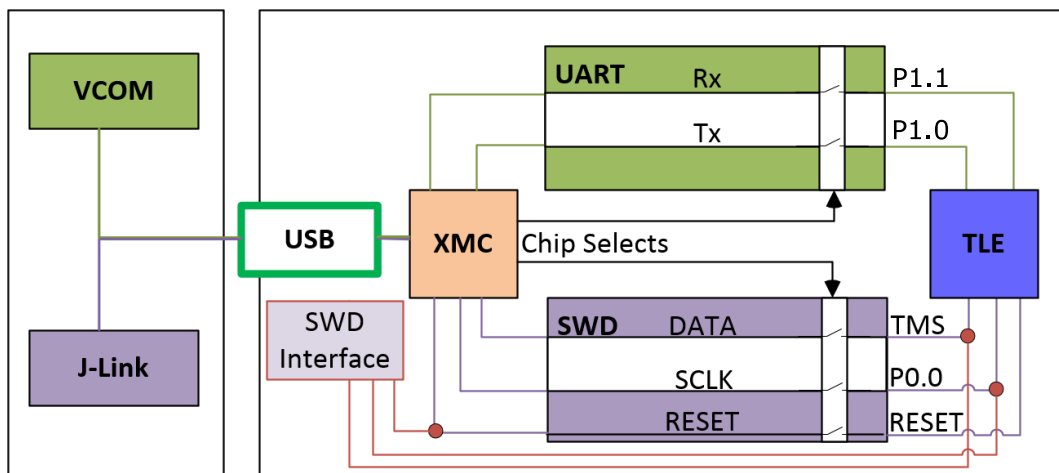 VCOM
J-Link
USB
XMC
UART
Rx
Tx
P1.1
P1.0
Chip Selects
TLE
SWD
Interface
SWD
DATA
SCLK
RESET
TMS
P0.0
RESET